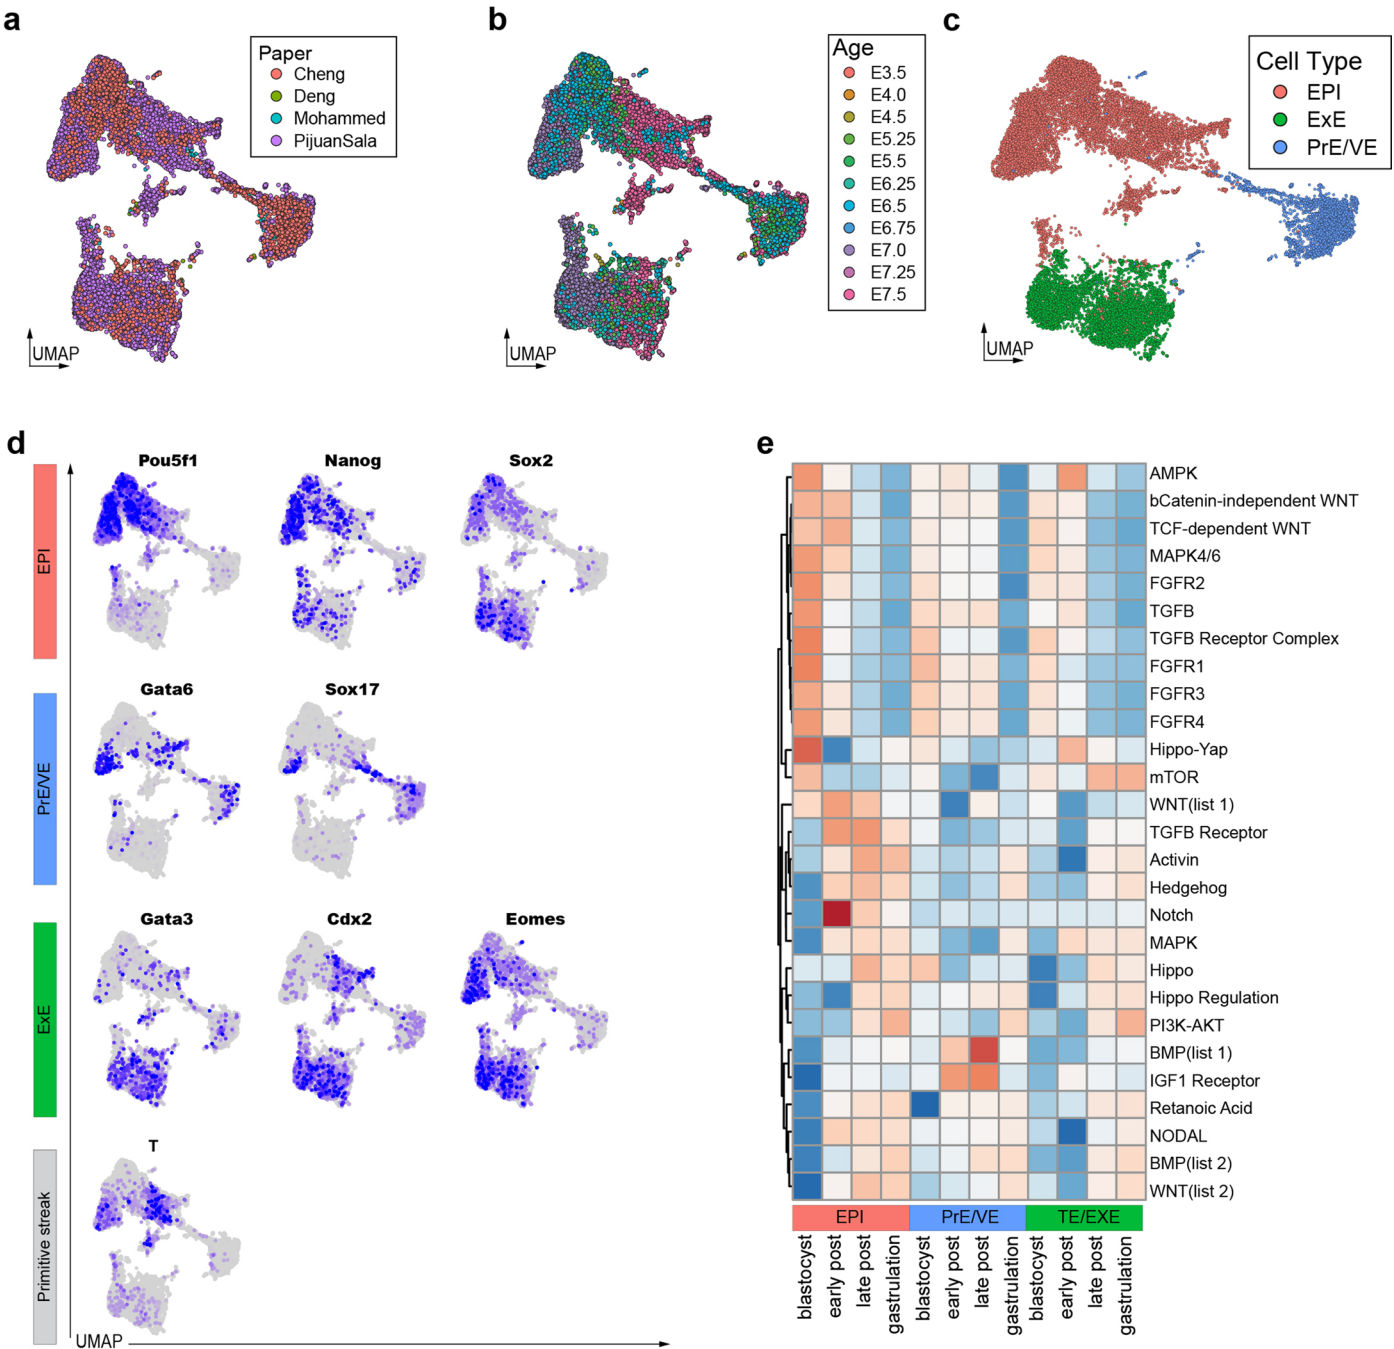 a
Paper
Cheng
Deng
Mohammed
PijuanSala
UMAP
b
Age
E3.5
E4.0
E4.5
E5.25
E5.5
E6.25
E6.5
E6.75
E7.0
E7.25
E7.5
UMAP
c
Cell Type
EPI
ExE
PrE/VE
UMAP
d
EPI
Pou5f1
Nanog
Sox2
PrE/VE
Gata6
Sox17
ExE
Gata3
Cdx2
Eomes
Primitive streak
T
UMAP
e
AMPK
bCatenin-independent WNT
TCF-dependent WNT
MAPK4/6
FGFR2
TGFB
TGFB Receptor Complex
FGFR1
FGFR3
FGFR4
Hippo-Yap
mTOR
WNT(list 1)
TGFB Receptor
Activin
Hedgehog
Notch
MAPK
Hippo
Hippo Regulation
PI3K-AKT
BMP(list 1)
IGF1 Receptor
Retanoic Acid
NODAL
BMP(list 2)
WNT(list 2)
EPI
PrE/VE
TE/EXE
blastocyst
early post
late post
gastrulation
blastocyst
early post
late post
gastrulation
blastocyst
early post
late post
gastrulation